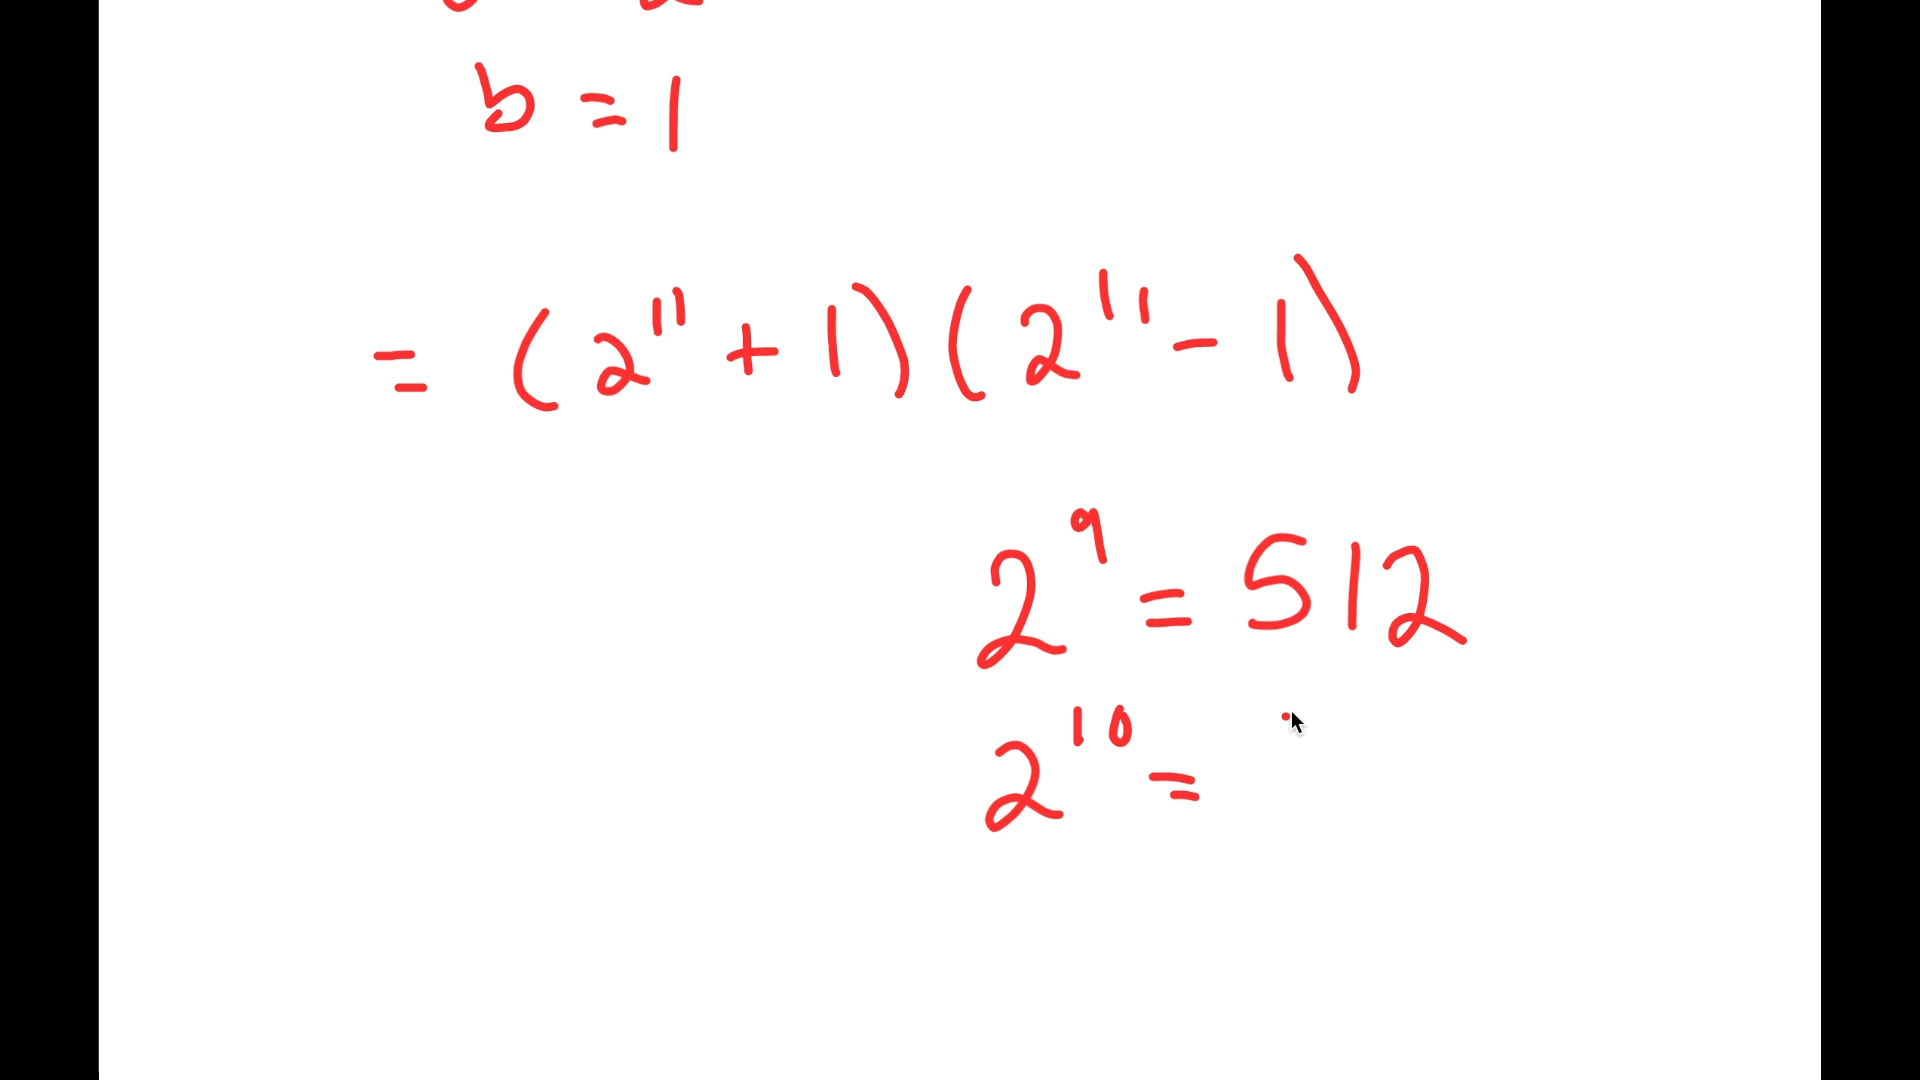 b = 1
= (2¹¹ + 1)(2¹¹ - 1)
2⁹ = 512
2¹⁰ =